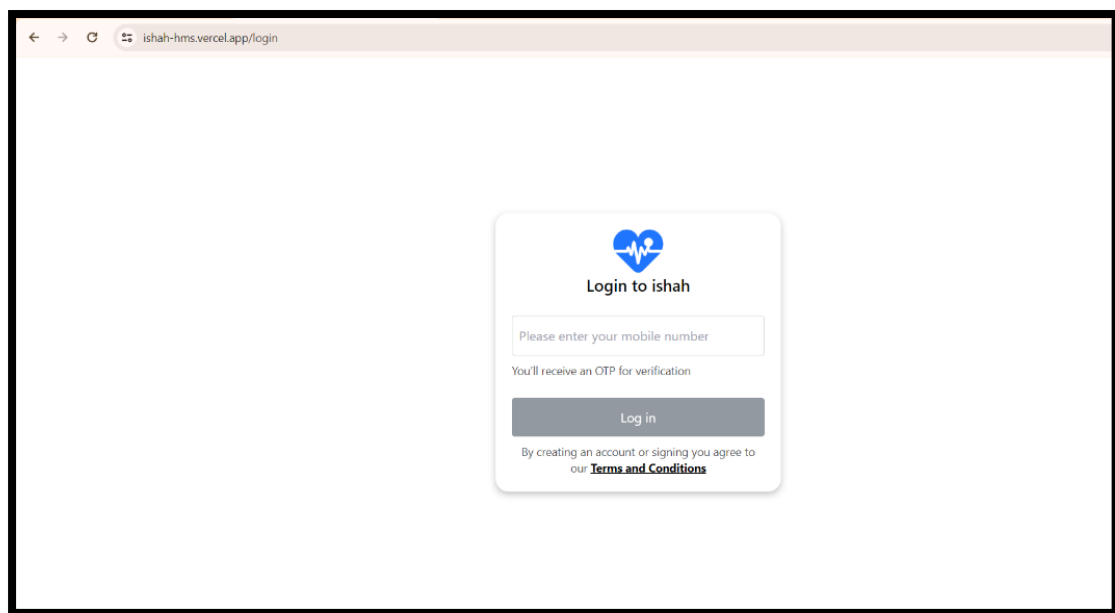 ishah-hms.vercel.app/login
Login to ishah
Please enter your mobile number
You'll receive an OTP for verification
Log in
By creating an account or signing you agree to
our Terms and Conditions